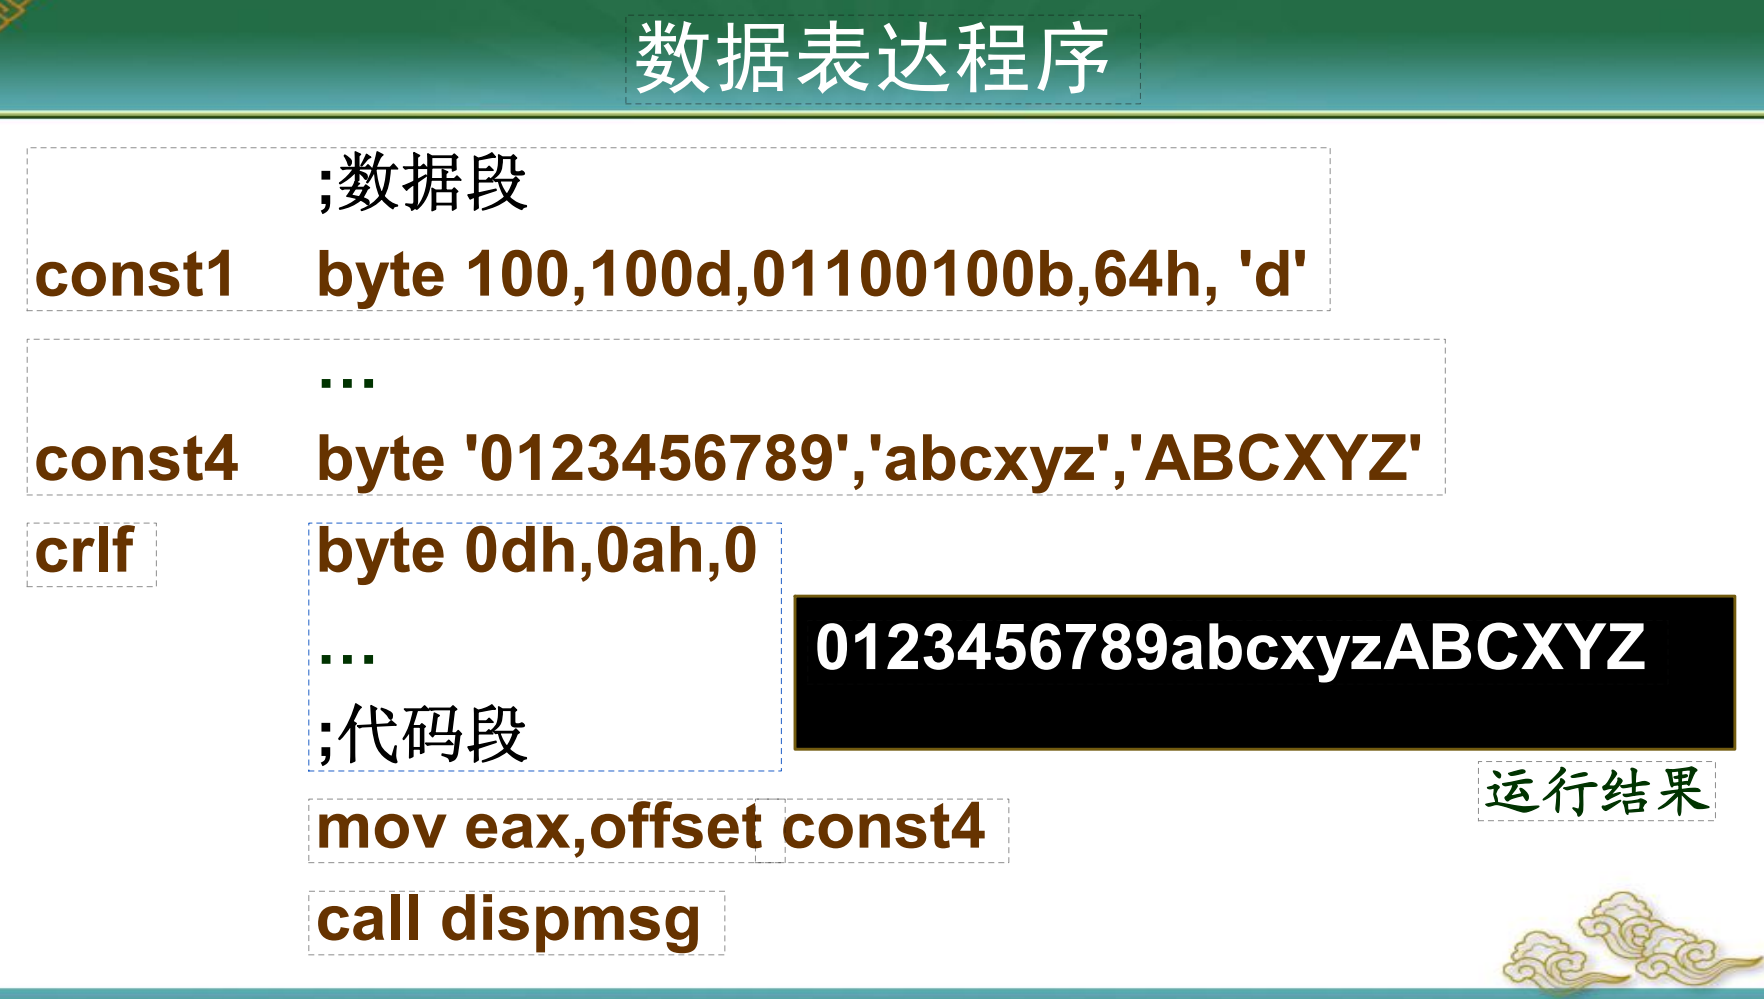 数据表达程序
;数据段
const1 byte 100,100d,01100100b,64h, 'd'
…
const4 byte '0123456789','abcxyz','ABCXYZ'
crlf byte 0dh,0ah,0
…
;代码段
0123456789abcxyzABCXYZ
运行结果
mov eax,offset const4
call dispmsg